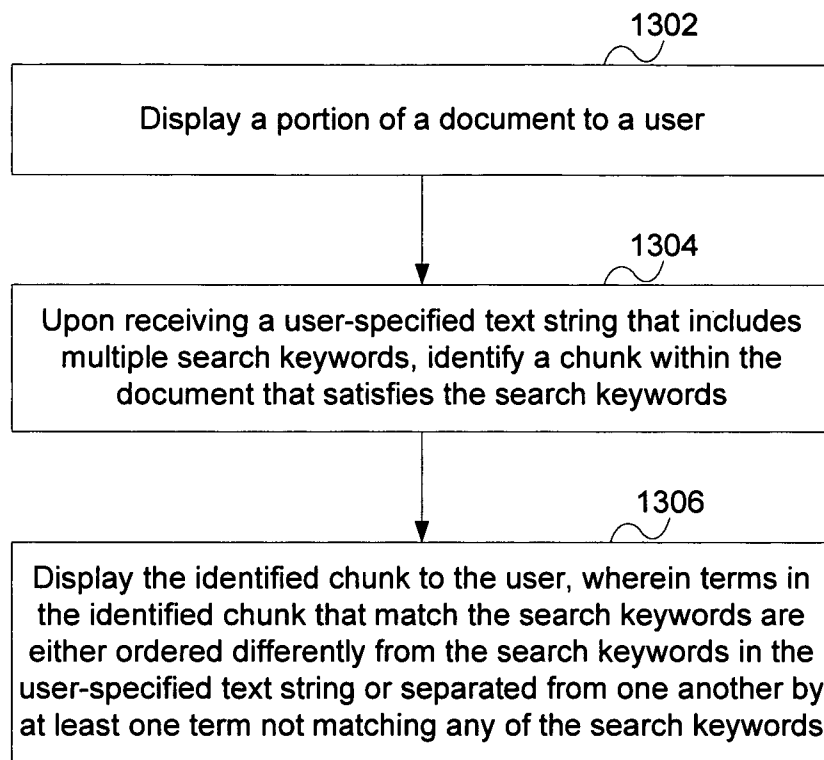 1302
Display a portion of a document to a user
1304
Upon receiving a user-specified text string that includes
multiple search keywords, identify a chunk within the
document that satisfies the search keywords
1306
Display the identified chunk to the user, wherein terms in
the identified chunk that match the search keywords are
either ordered differently from the search keywords in the
user-specified text string or separated from one another by
at least one term not matching any of the search keywords